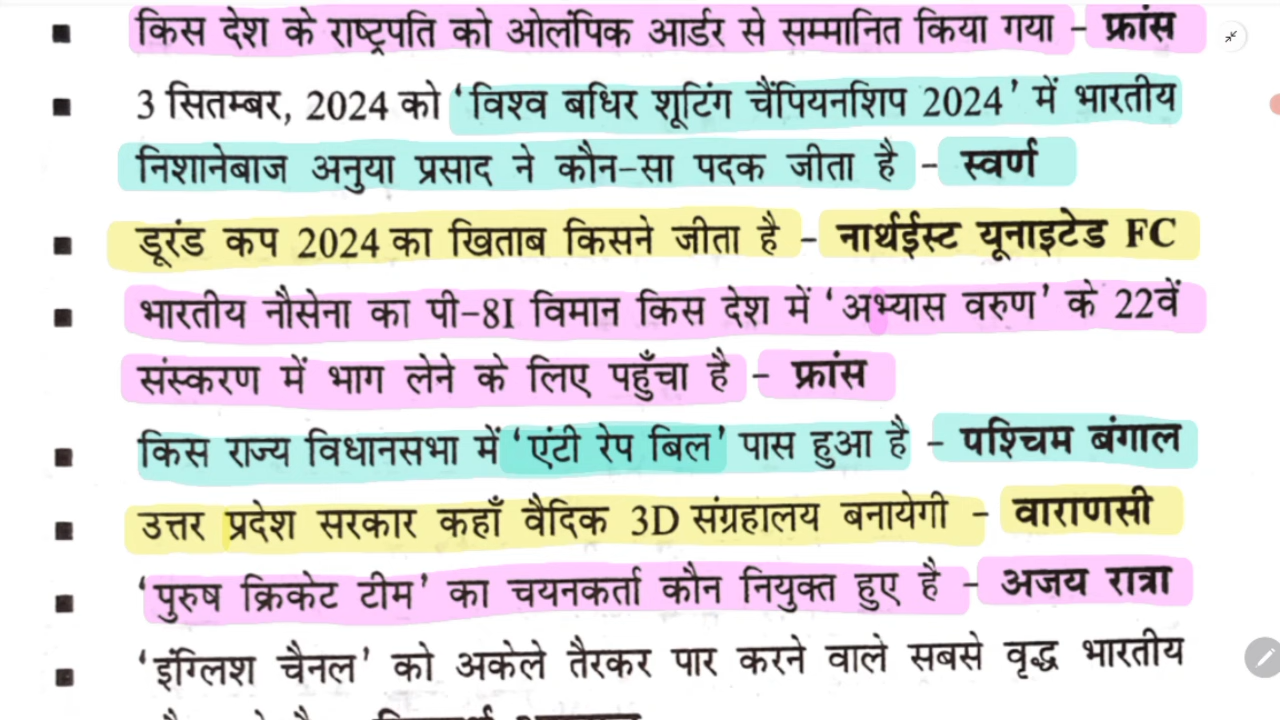 किस देश के राष्ट्रपति को ओलंपिक आर्डर से सम्मानित किया गया - फ्रांस
3 सितम्बर, 2024 को ‘विश्व बधिर शूटिंग चैंपियनशिप 2024’ में भारतीय
निशानेबाज अनुया प्रसाद ने कौन-सा पदक जीता है - स्वर्ण
डूरंड कप 2024 का खिताब किसने जीता है - नार्थईस्ट यूनाइटेड FC
भारतीय नौसेना का पी-8I विमान किस देश में ‘अभ्यास वरुण’ के 22वें
संस्करण में भाग लेने के लिए पहुँचा है - फ्रांस
किस राज्य विधानसभा में ‘एंटी रेप बिल’ पास हुआ है - पश्चिम बंगाल
उत्तर प्रदेश सरकार कहाँ वैदिक 3D संग्रहालय बनायेगी - वाराणसी
‘पुरुष क्रिकेट टीम’ का चयनकर्ता कौन नियुक्त हुए है - अजय रात्रा
‘इंग्लिश चैनल’ को अकेले तैरकर पार करने वाले सबसे वृद्ध भारतीय